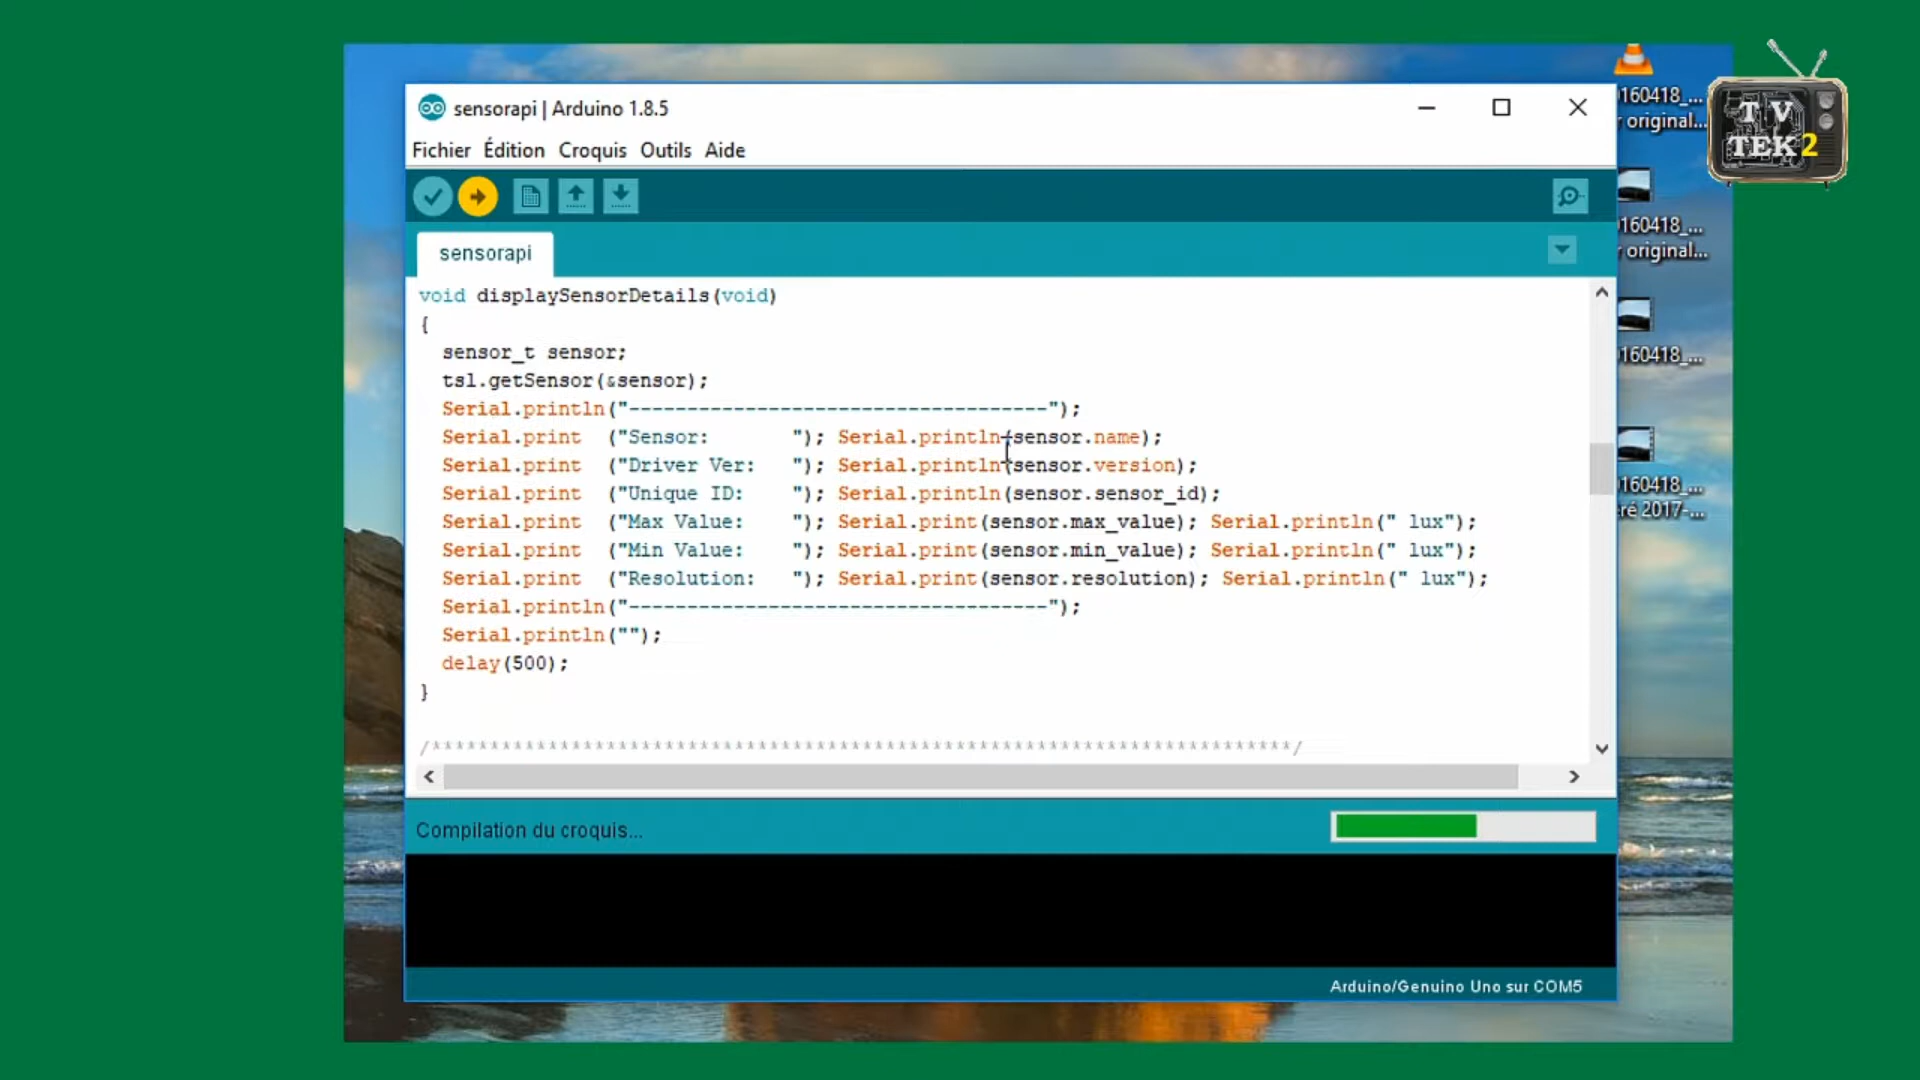 sensorapi | Arduino 1.8.5
Fichier Édition Croquis Outils Aide
sensorapi
void displaySensorDetails(void)
{
  sensor_t sensor;
  tsl.getSensor(&sensor);
  Serial.println("------------------------------------");
  Serial.print  ("Sensor:       "); Serial.println(sensor.name);
  Serial.print  ("Driver Ver:   "); Serial.println(sensor.version);
  Serial.print  ("Unique ID:    "); Serial.println(sensor.sensor_id);
  Serial.print  ("Max Value:    "); Serial.print(sensor.max_value); Serial.println(" lux");
  Serial.print  ("Min Value:    "); Serial.print(sensor.min_value); Serial.println(" lux");
  Serial.print  ("Resolution:   "); Serial.print(sensor.resolution); Serial.println(" lux");
  Serial.println("------------------------------------");
  Serial.println("");
  delay(500);
}
/**************************************************************************/
Compilation du croquis...
Arduino/Genuino Uno sur COM5
160418_...
original...
160418_...
original...
160418_...
160418_...
ré 2017-...
TV
TEK2